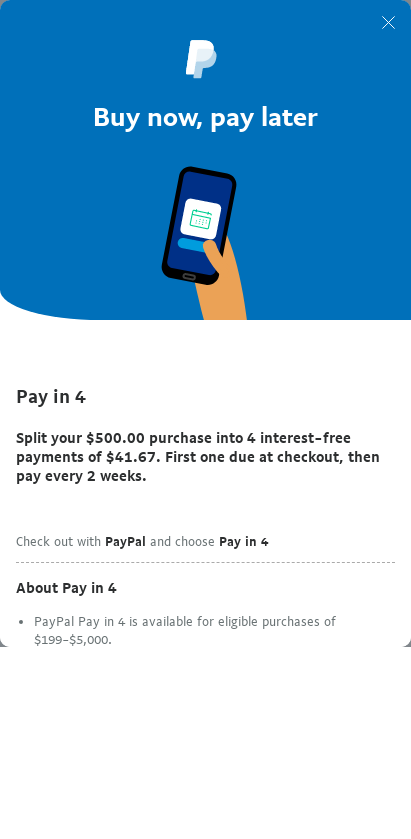 Buy now, pay later
Pay in 4
Split your $500.00 purchase into 4 interest-free
payments of $41.67. First one due at checkout, then
pay every 2 weeks.
Check out with PayPal and choose Pay in 4
About Pay in 4
• PayPal Pay in 4 is available for eligible purchases of
$199-$5,000.